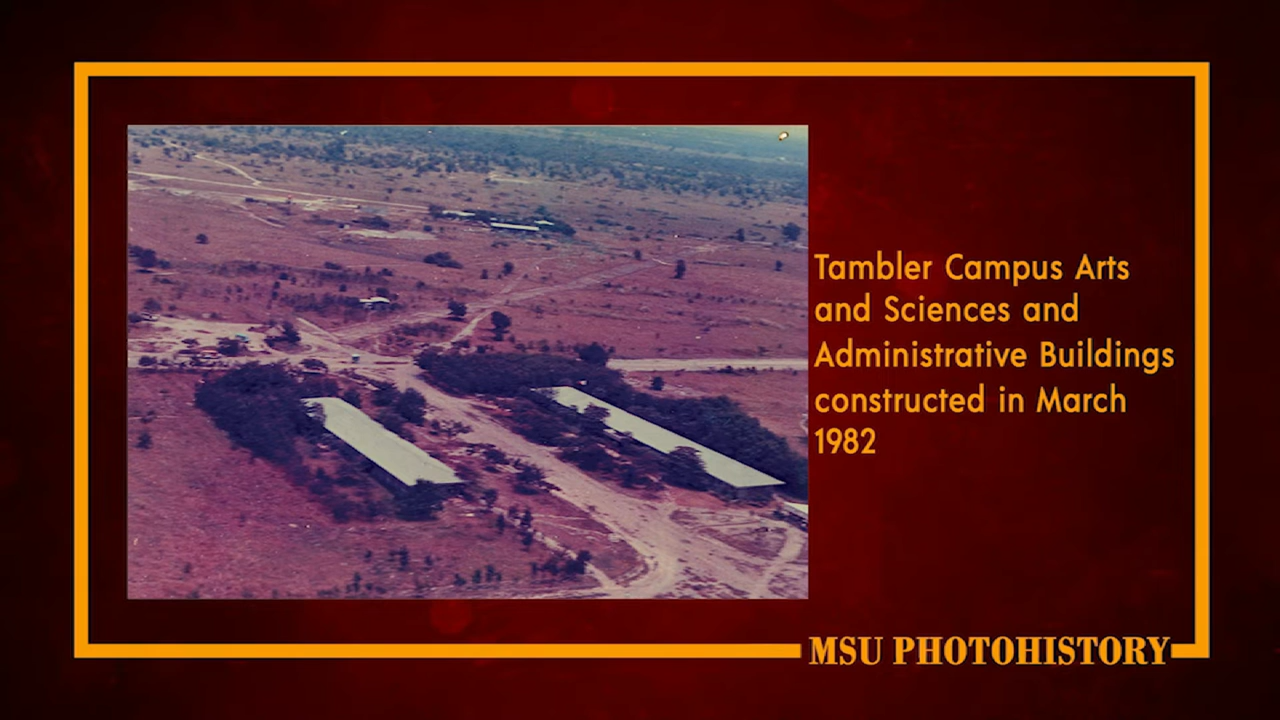 Tambler Campus Arts
and Sciences and
Administrative Buildings
constructed in March
1982
MSU PHOTOHISTORY